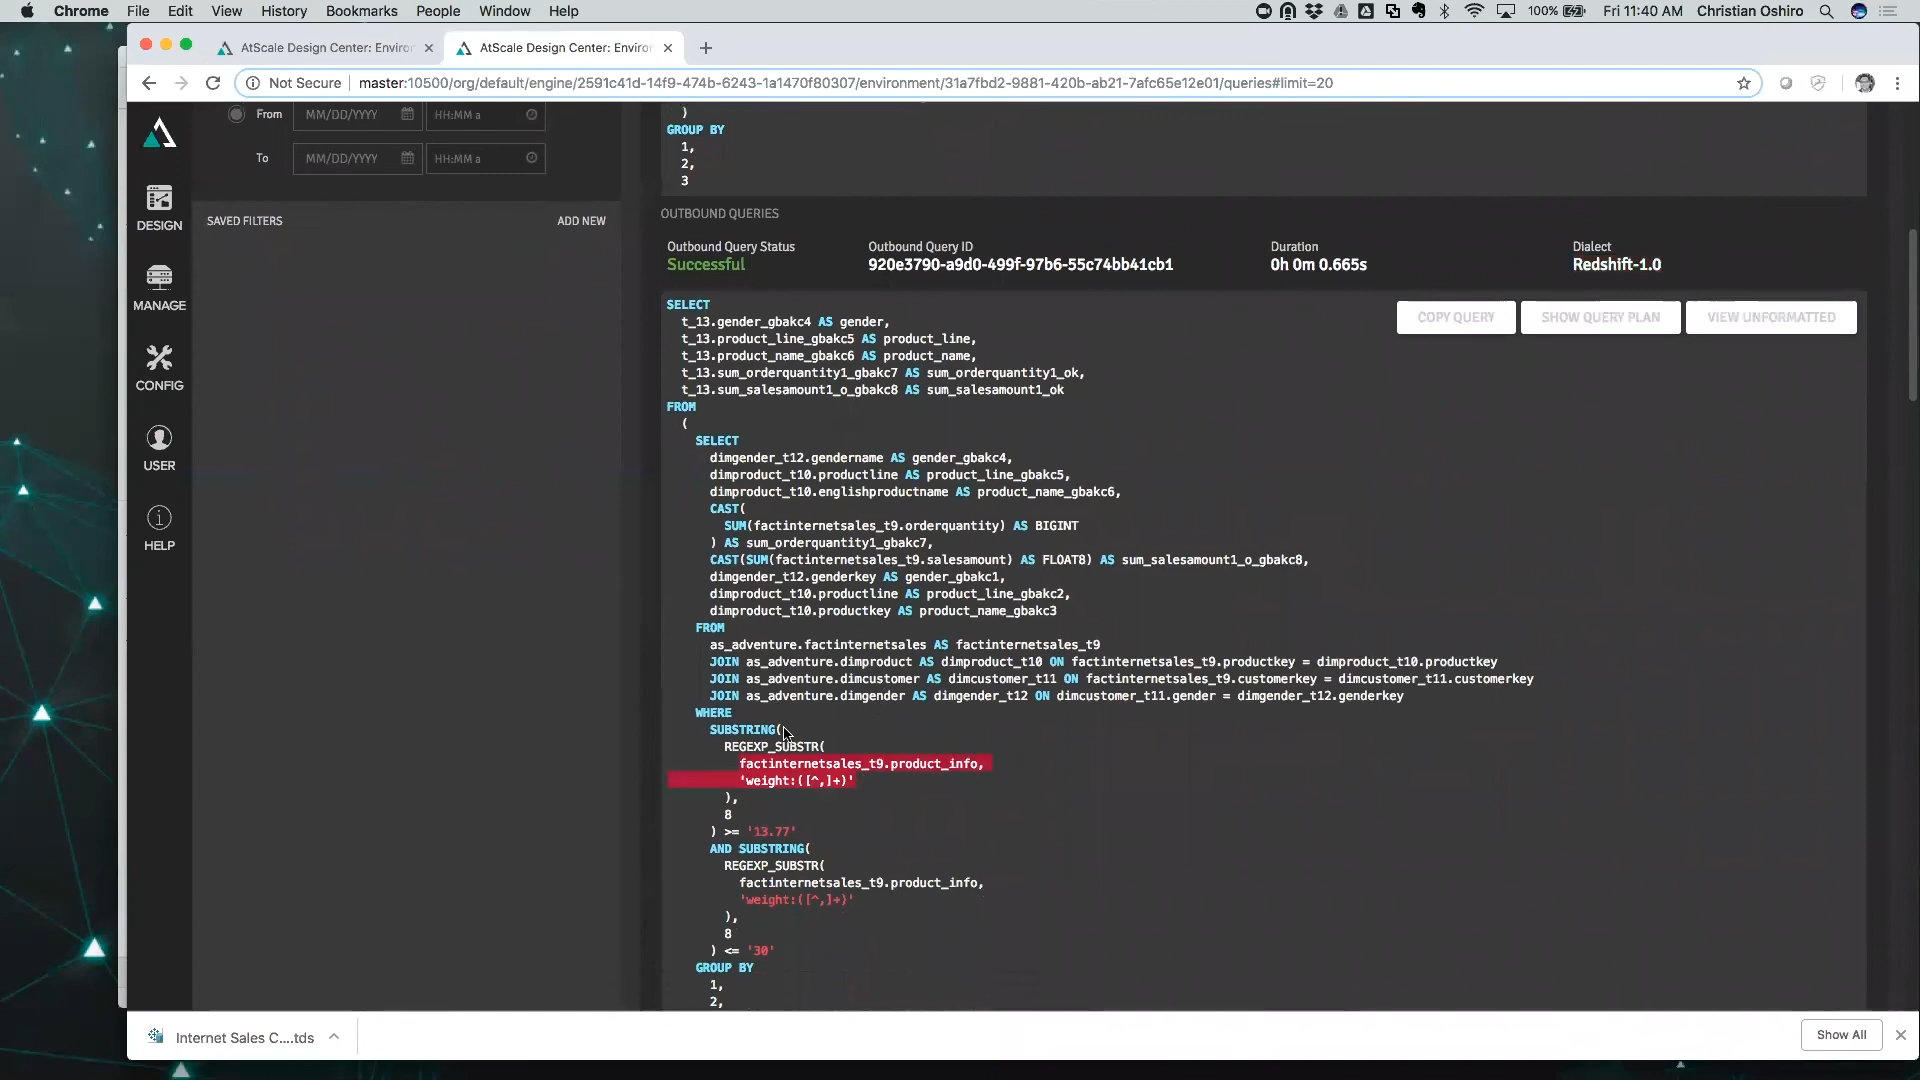 Chrome File Edit View History Bookmarks People Window Help 100% Fri 11:40 AM Christian Oshiro
AtScale Design Center: Enviror AtScale Design Center: Enviror
Not Secure master:10500/org/default/engine/2591c41d-14f9-474b-6243-1a1470f80307/environment/31a7fbd2-9881-420b-ab21-7afc65e12e01/queries#limit=20
From MM/DD/YYYY HH:MM a
To MM/DD/YYYY HH:MM a
DESIGN
MANAGE
CONFIG
USER
HELP
SAVED FILTERS ADD NEW
)
GROUP BY
1,
2,
3
OUTBOUND QUERIES
Outbound Query Status Outbound Query ID Duration Dialect
Successful 920e3790-a9d0-499f-97b6-55c74bb41cb1 0h 0m 0.665s Redshift-1.0
COPY QUERY SHOW QUERY PLAN VIEW UNFORMATTED
SELECT
t_13.gender_gbakc4 AS gender,
t_13.product_line_gbakc5 AS product_line,
t_13.product_name_gbakc6 AS product_name,
t_13.sum_orderquantity1_gbakc7 AS sum_orderquantity1_ok,
t_13.sum_salesamount1_o_gbakc8 AS sum_salesamount1_ok
FROM
(
SELECT
dimgender_t12.gendername AS gender_gbakc4,
dimproduct_t10.productline AS product_line_gbakc5,
dimproduct_t10.englishproductname AS product_name_gbakc6,
CAST(
SUM(factinternetsales_t9.orderquantity) AS BIGINT
) AS sum_orderquantity1_gbakc7,
CAST(SUM(factinternetsales_t9.salesamount) AS FLOAT8) AS sum_salesamount1_o_gbakc8,
dimgender_t12.genderkey AS gender_gbakc1,
dimproduct_t10.productline AS product_line_gbakc2,
dimproduct_t10.productkey AS product_name_gbakc3
FROM
as_adventure.factinternetsales AS factinternetsales_t9
JOIN as_adventure.dimproduct AS dimproduct_t10 ON factinternetsales_t9.productkey = dimproduct_t10.productkey
JOIN as_adventure.dimcustomer AS dimcustomer_t11 ON factinternetsales_t9.customerkey = dimcustomer_t11.customerkey
JOIN as_adventure.dimgender AS dimgender_t12 ON dimcustomer_t11.gender = dimgender_t12.genderkey
WHERE
SUBSTRING(
REGEXP_SUBSTR(
factinternetsales_t9.product_info,
'weight:([^,]+)'
),
8
) >= '13.77'
AND SUBSTRING(
REGEXP_SUBSTR(
factinternetsales_t9.product_info,
'weight:([^,]+)'
),
8
) <= '30'
GROUP BY
1,
2,
Internet Sales C....tds Show All